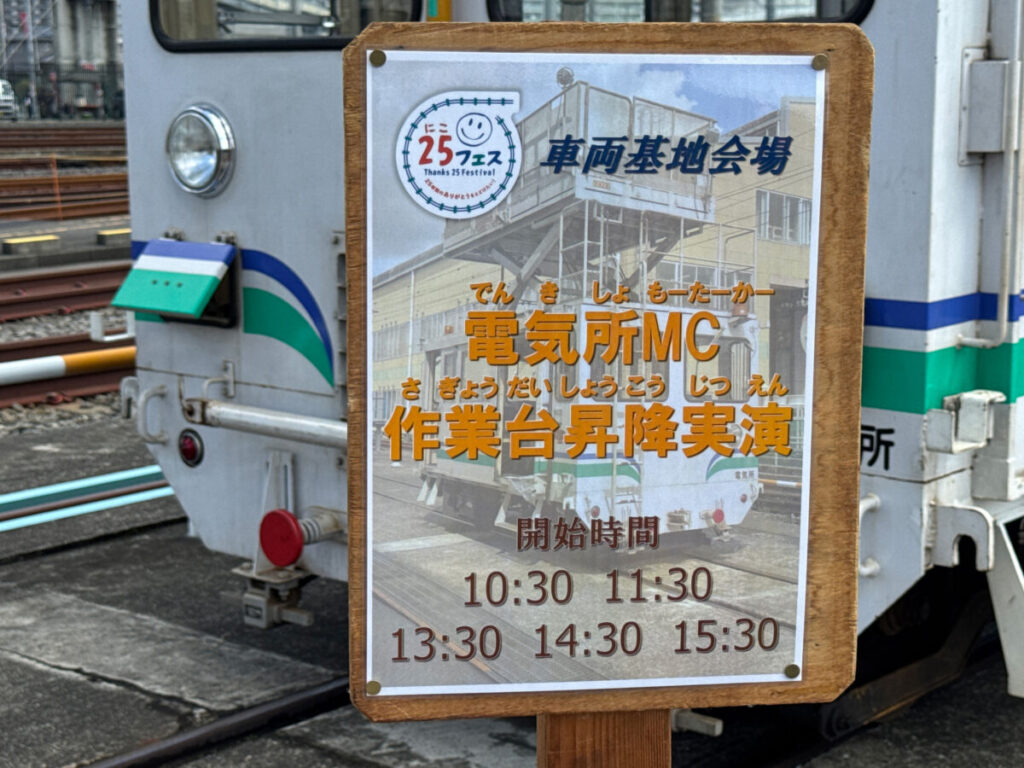 にこ
25フェス
Thanks 25 Festival
車両基地会場
でん き しょ もーたーかー
電気所MC
さ ぎょう だい しょう こう じつ えん
作業台昇降実演
電気所
開始時間
10:30 11:30
13:30 14:30 15:30
所